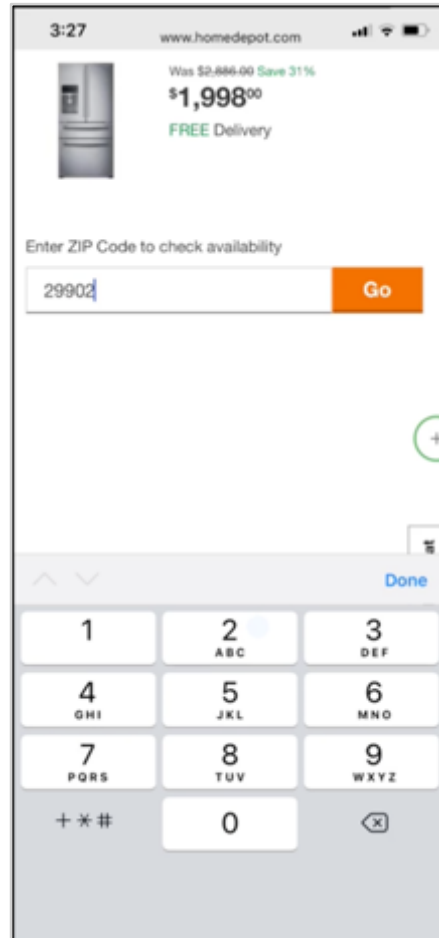 3:27
www.homedepot.com
Was $2,886.00 Save 31%
$1,998⁰⁰
FREE Delivery
Enter ZIP Code to check availability
29902
Go
Done
1
2
ABC
3
DEF
4
GHI
5
JKL
6
MNO
7
PQRS
8
TUV
9
WXYZ
+*#
0